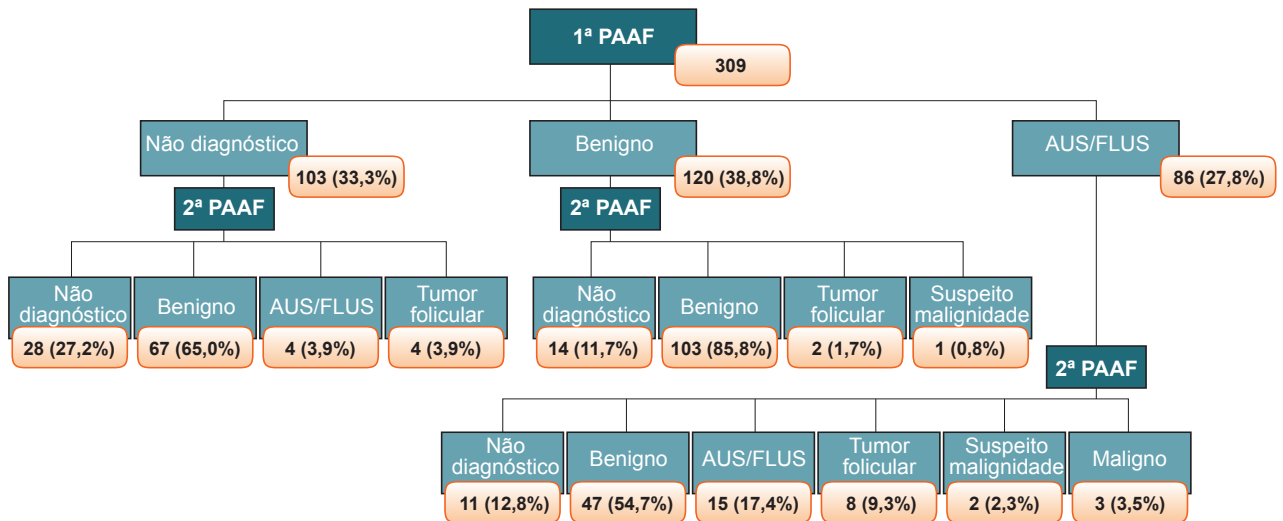 1ª PAAF
309
Não diagnóstico
103 (33,3%)
Benigno
120 (38,8%)
AUS/FLUS
86 (27,8%)
2ª PAAF
2ª PAAF
Não
diagnóstico
28 (27,2%)
Benigno
67 (65,0%)
AUS/FLUS
4 (3,9%)
Tumor
folicular
4 (3,9%)
Não
diagnóstico
14 (11,7%)
Benigno
103 (85,8%)
Tumor
folicular
2 (1,7%)
Suspeito
malignidade
1 (0,8%)
2ª PAAF
Não
diagnóstico
11 (12,8%)
Benigno
47 (54,7%)
AUS/FLUS
15 (17,4%)
Tumor
folicular
8 (9,3%)
Suspeito
malignidade
2 (2,3%)
Maligno
3 (3,5%)